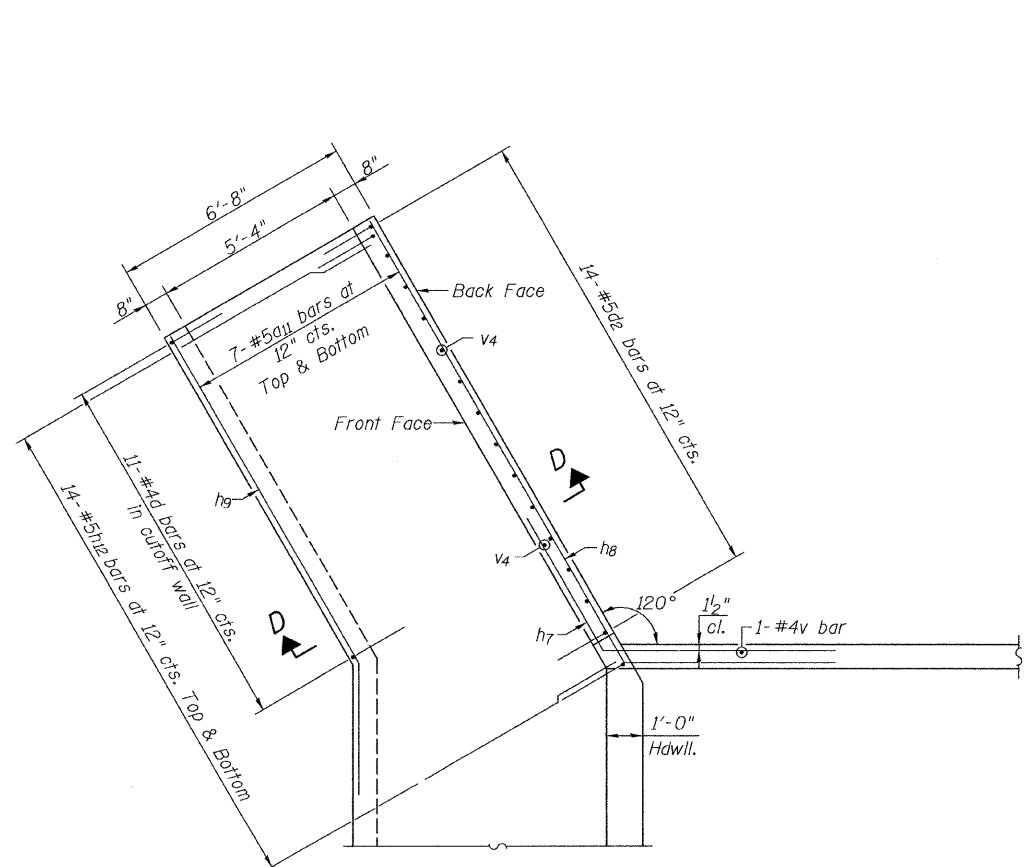 6'-8"
8"
5'-4"
8"
7- #5a11 bars at
12" cts.
Top & Bottom
Back Face
v4
Front Face
14- #5d2 bars at 12" cts.
D
11- #4d bars at 12" cts.
in cutoff wall
h9
14- #5h12 bars at 12" cts. Top & Bottom
v4
h8
D
h7
120°
1½"
cl.
1- #4v bar
1'-0"
Hdwll.